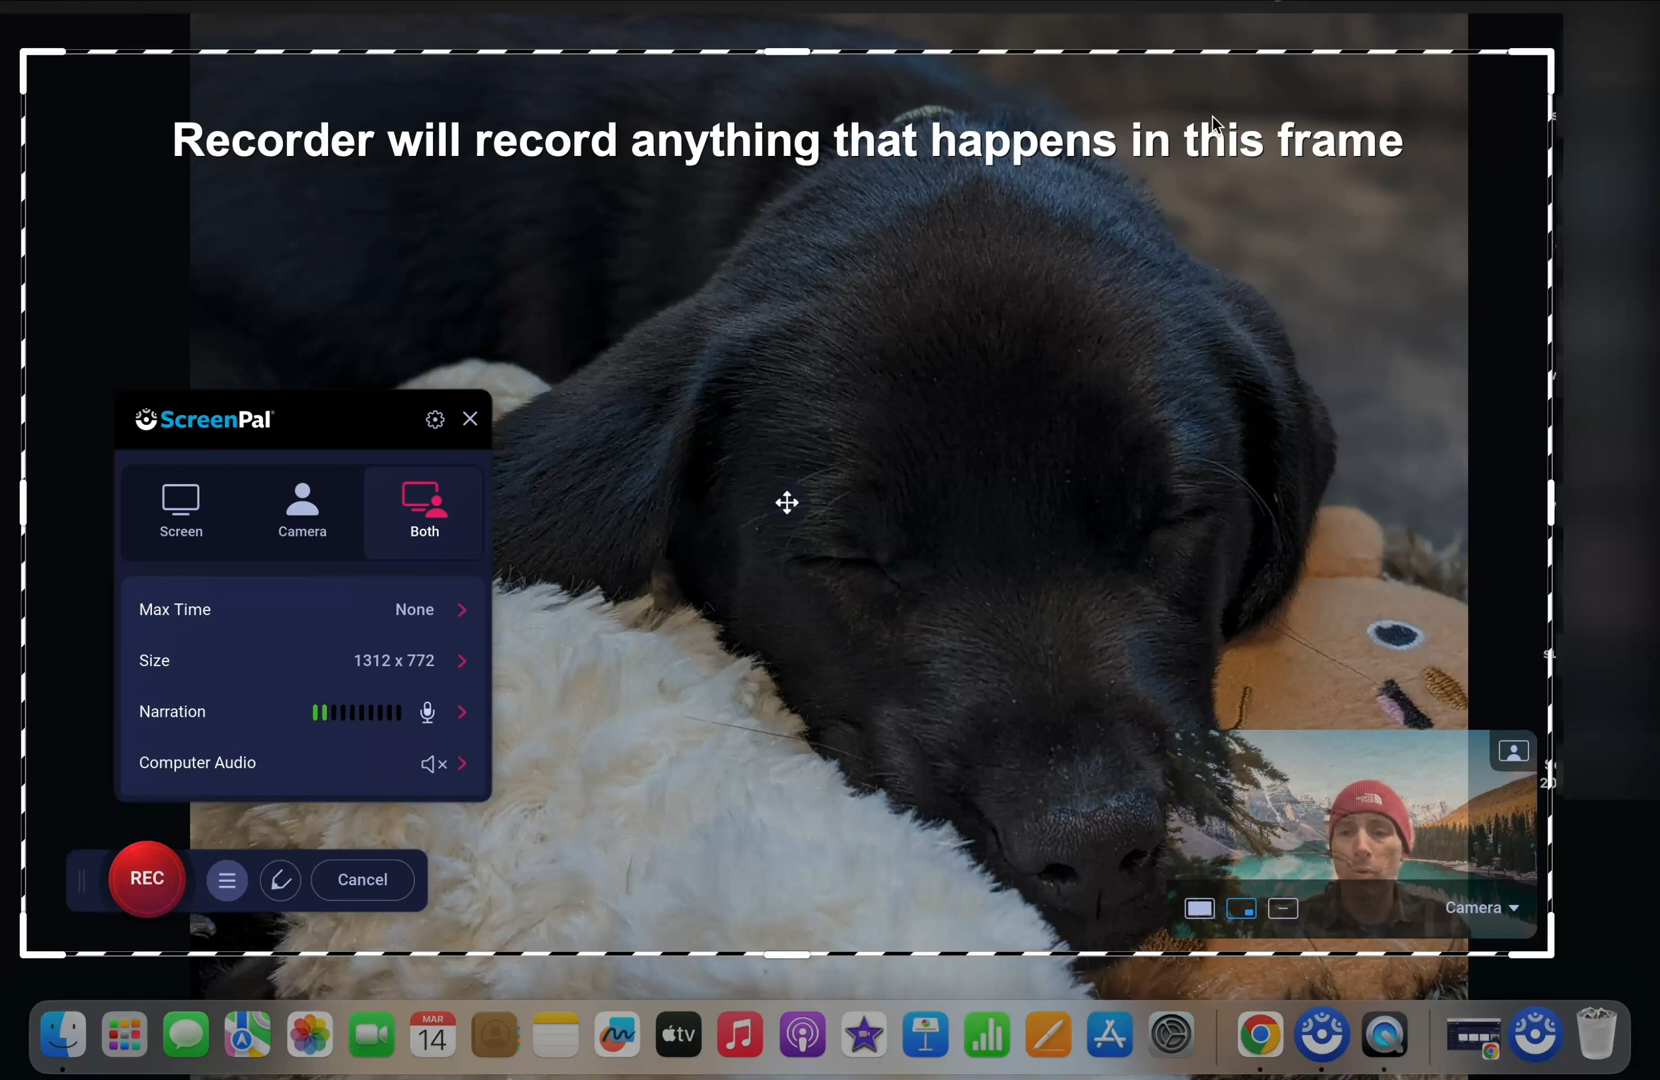 Recorder will record anything that happens in this frame
ScreenPal
Screen
Camera
Both
Max Time None
Size 1312 x 772
Narration
Computer Audio
REC
Cancel
Camera
MAR
14
tv